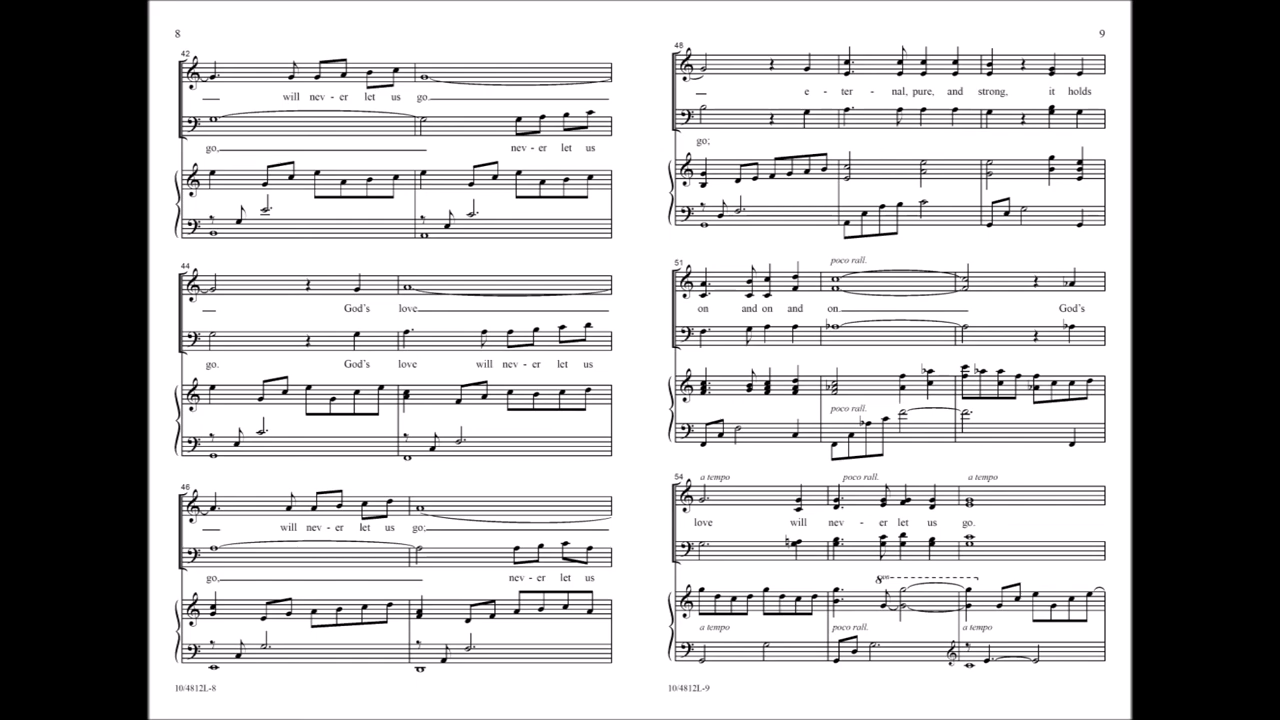 8
42
will nev - er let us go
go, nev - er let us
44
God's love
go. God's love will nev - er let us
46
will nev - er let us go;
go, nev - er let us
10/4812L-8
9
48
e - ter - nal, pure, and strong, it holds
go;
51
poco rall.
on and on and on. God's
poco rall.
54
a tempo poco rall. a tempo
love will nev - er let us go.
8va
a tempo poco rall. a tempo
10/4812L-9